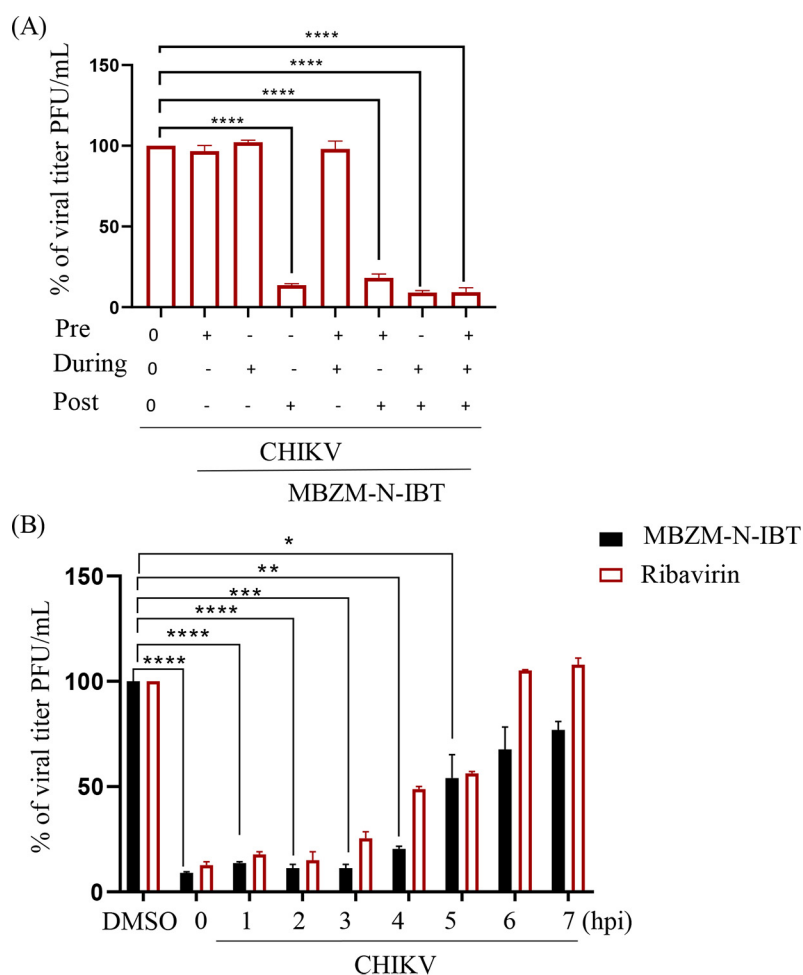 (A)
****
****
****
****
% of viral titer PFU/mL
150
100
50
0
Pre 0 + - - + + - +
During 0 - + - + - + +
Post 0 - - + - + + +
CHIKV
MBZM-N-IBT
(B)
MBZM-N-IBT
Ribavirin
*
**
***
****
****
****
% of viral titer PFU/mL
150
100
50
0
DMSO 0 1 2 3 4 5 6 7 (hpi)
CHIKV